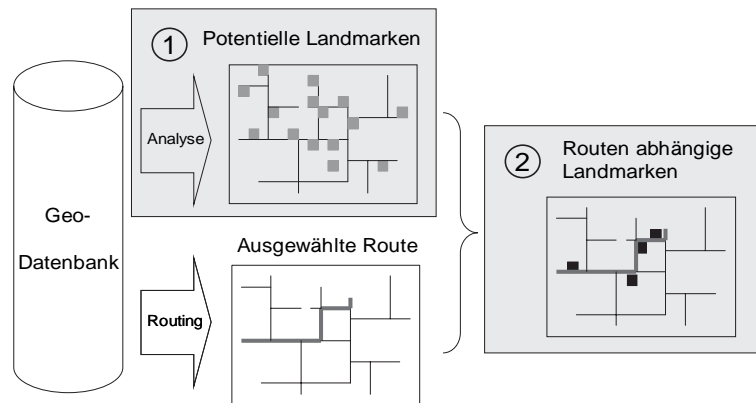 1 Potentielle Landmarken
Analyse
Geo-
Datenbank
Ausgewählte Route
Routing
2 Routen abhängige
Landmarken